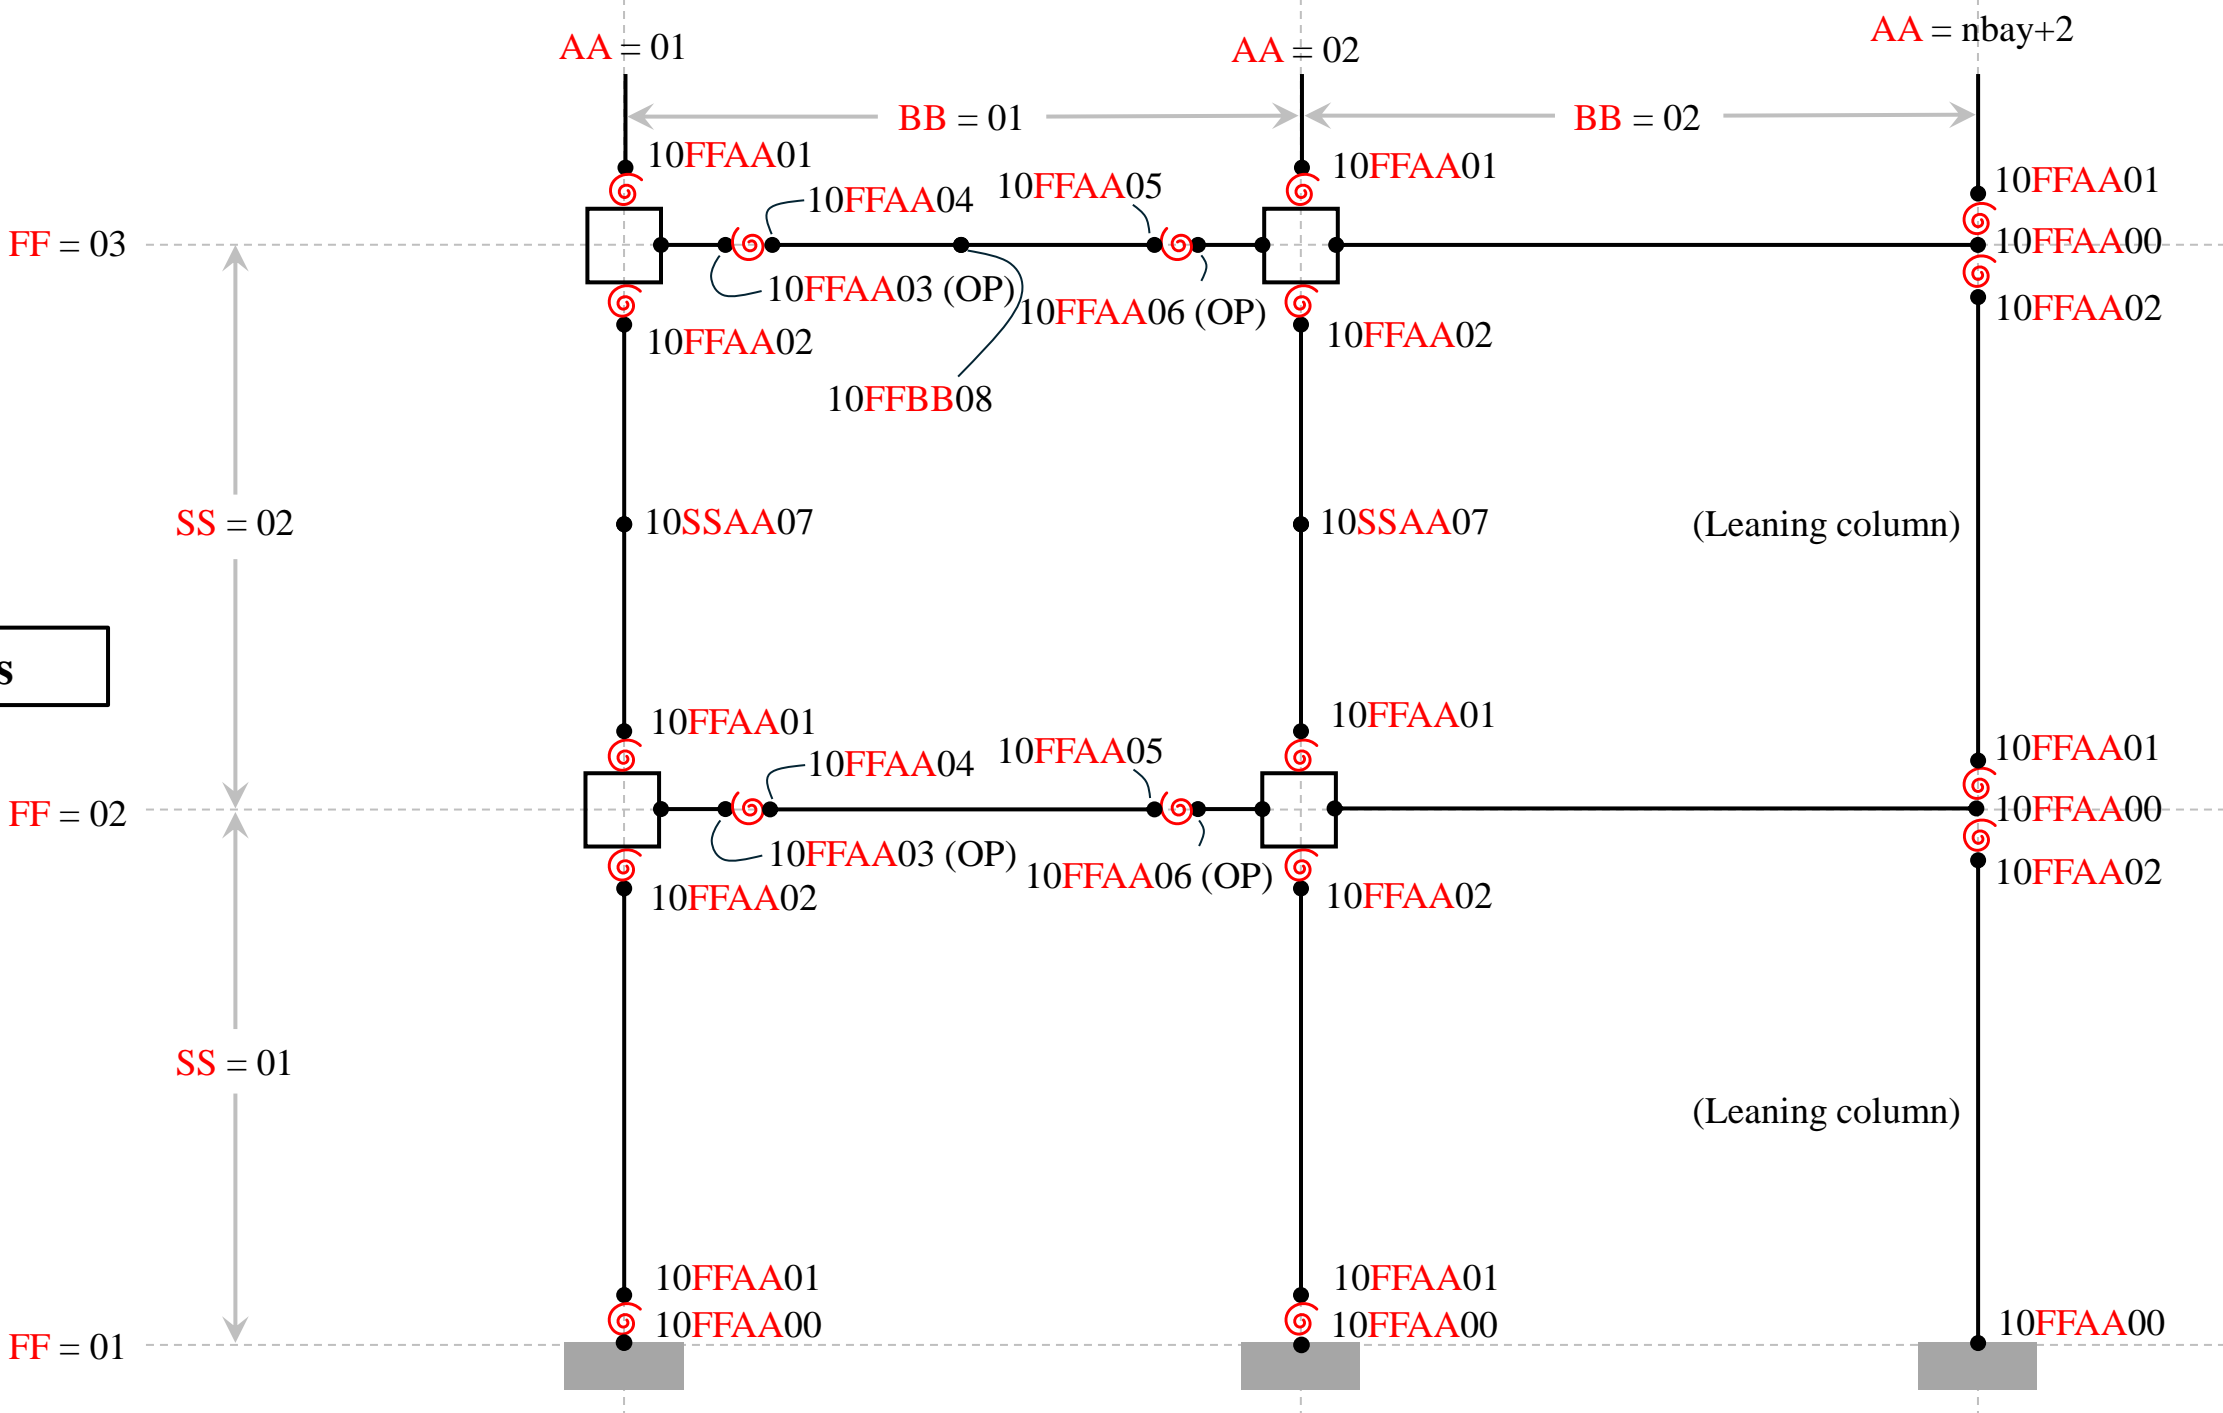 AA = 01
AA = 02
AA = nbay+2
BB = 01
BB = 02
10FFAA01
10FFAA01
10FFAA01
10FFAA04
10FFAA05
FF = 03
10FFAA00
10FFAA03 (OP)
10FFAA06 (OP)
10FFAA02
10FFAA02
10FFAA02
10FFBB08
SS = 02
10SSAA07
10SSAA07
(Leaning column)
s
10FFAA01
10FFAA01
10FFAA01
10FFAA04
10FFAA05
FF = 02
10FFAA00
10FFAA03 (OP)
10FFAA06 (OP)
10FFAA02
10FFAA02
10FFAA02
SS = 01
(Leaning column)
10FFAA01
10FFAA01
10FFAA00
10FFAA00
10FFAA00
FF = 01